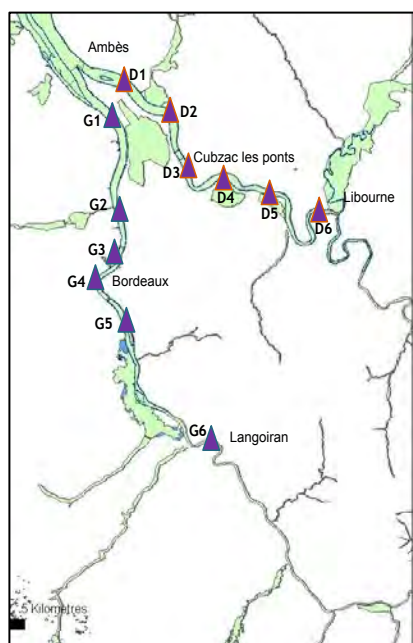 Ambès
D1
D2
G1
Cubzac les ponts
D3
D4
D5
Libourne
D6
G2
G3
G4
Bordeaux
G5
G6
Langoiran
5 Kilomètres